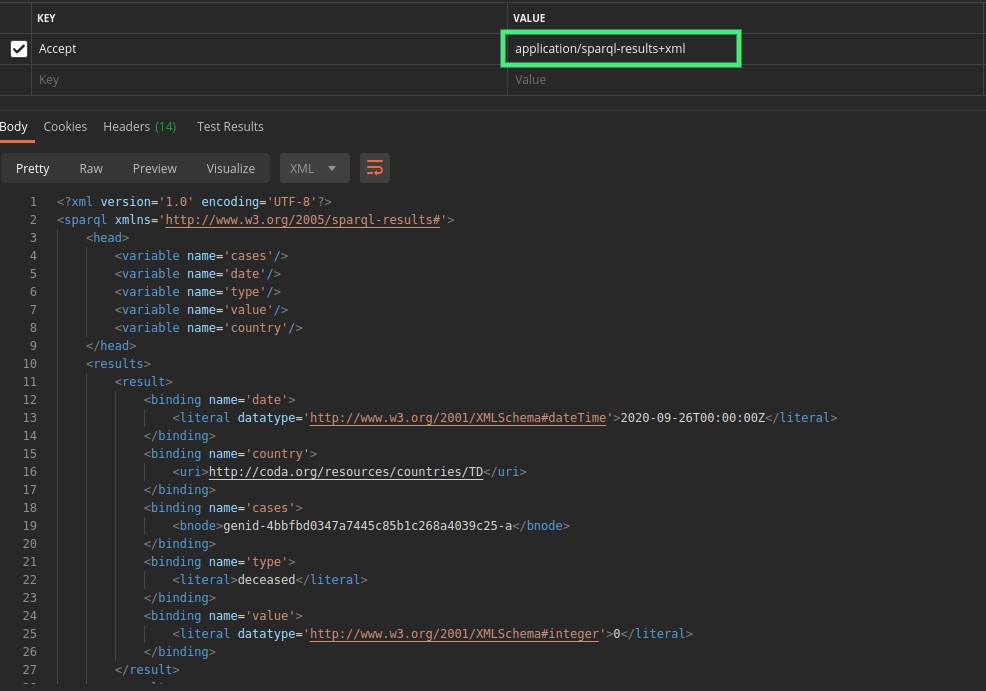 KEY VALUE
Accept application/sparql-results+xml
Key Value
Body Cookies Headers (14) Test Results
Pretty Raw Preview Visualize XML
1 <?xml version='1.0' encoding='UTF-8'?>
2 <sparql xmlns='http://www.w3.org/2005/sparql-results#'>
3 <head>
4 <variable name='cases'/>
5 <variable name='date'/>
6 <variable name='type'/>
7 <variable name='value'/>
8 <variable name='country'/>
9 </head>
10 <results>
11 <result>
12 <binding name='date'>
13 <literal datatype='http://www.w3.org/2001/XMLSchema#dateTime'>2020-09-26T00:00:00Z</literal>
14 </binding>
15 <binding name='country'>
16 <uri>http://coda.org/resources/countries/TD</uri>
17 </binding>
18 <binding name='cases'>
19 <bnode>genid-4bbfbd0347a7445c85b1c268a4039c25-a</bnode>
20 </binding>
21 <binding name='type'>
22 <literal>deceased</literal>
23 </binding>
24 <binding name='value'>
25 <literal datatype='http://www.w3.org/2001/XMLSchema#integer'>0</literal>
26 </binding>
27 </result>